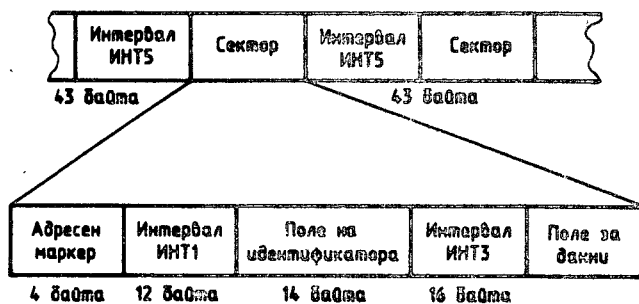 Интервал
ИНТ5
Сектор
Интервал
ИНТ5
Сектор
43 байта
43 байта
Адресен
маркер
Интервал
ИНТ1
Поле на
идентификатора
Интервал
ИНТ3
Поле за
данни
4 байта
12 байта
14 байта
16 байта